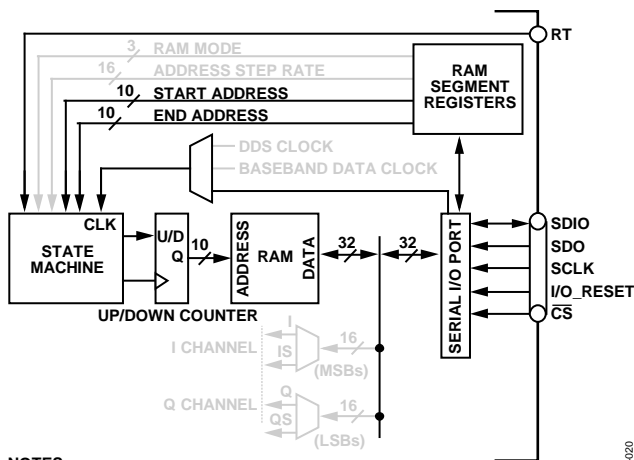 RT
3 RAM MODE
16 ADDRESS STEP RATE
10 START ADDRESS
10 END ADDRESS
RAM
SEGMENT
REGISTERS
DDS CLOCK
BASEBAND DATA CLOCK
CLK
STATE
MACHINE
U/D
Q
10
ADDRESS
RAM
DATA
32
32
SERIAL I/O PORT
SDIO
SDO
SCLK
I/O_RESET
CS
UP/DOWN COUNTER
I CHANNEL
I
IS
16
(MSBs)
Q CHANNEL
Q
QS
16
(LSBs)